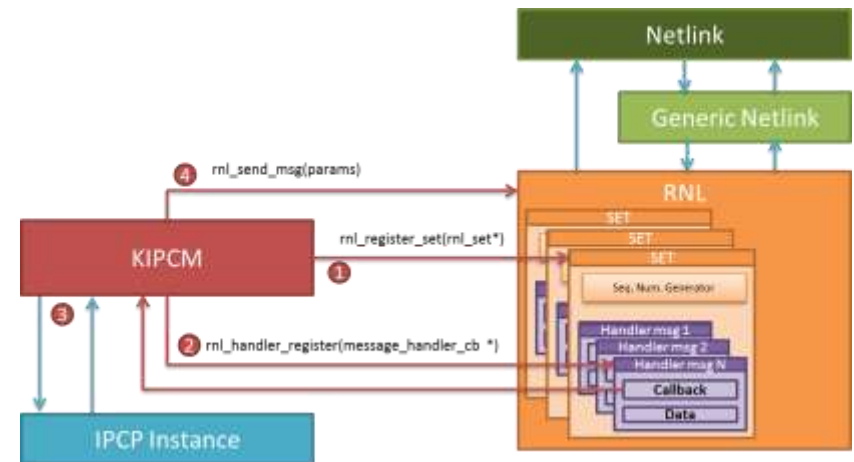 Netlink
Generic Netlink
4 rnl_send_msg(params)
RNL
SET
SET
SET
KIPCM
rnl_register_set(rnl_set*)
1
Seq. Num. Generator
3
Handler msg 1
2 rnl_handler_register(message_handler_cb *)
Handler msg 2
Handler msg N
Callback
Data
IPCP Instance